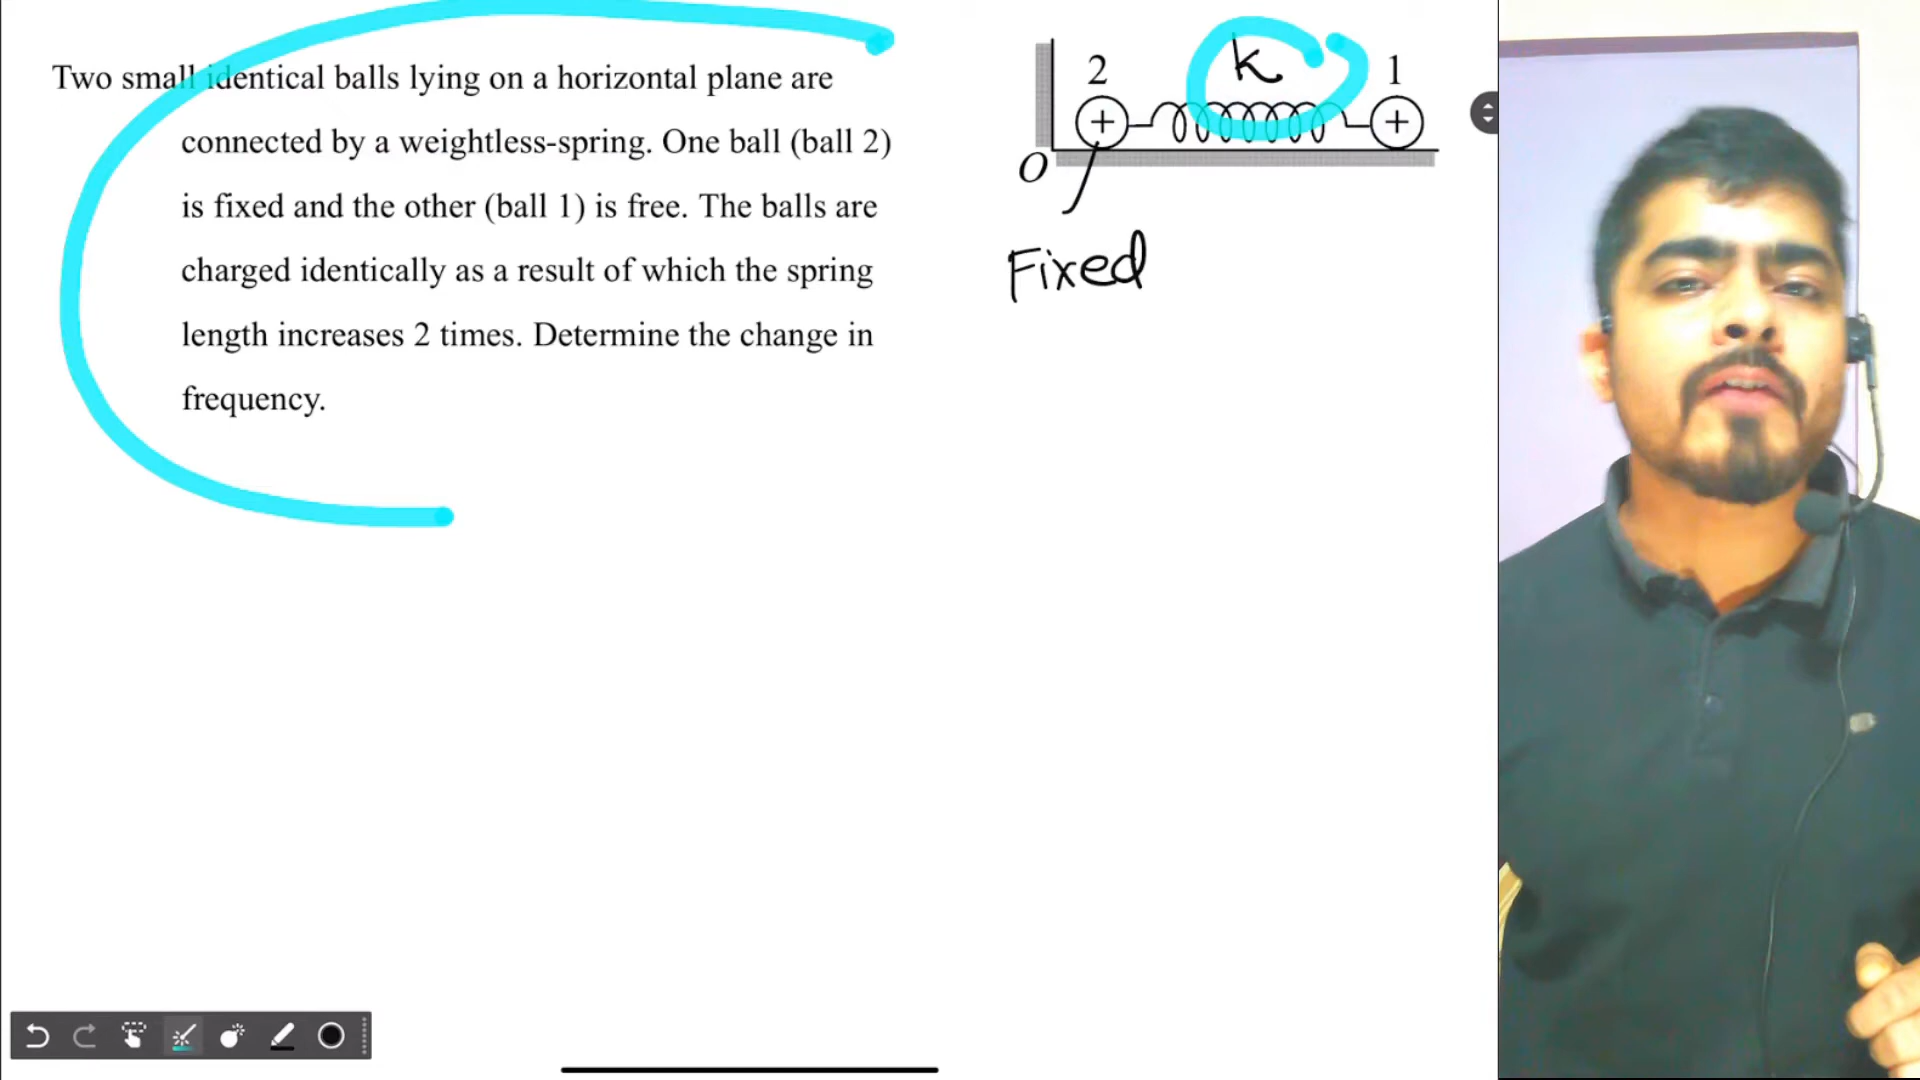 Two small identical balls lying on a horizontal plane are
connected by a weightless-spring. One ball (ball 2)
is fixed and the other (ball 1) is free. The balls are
charged identically as a result of which the spring
length increases 2 times. Determine the change in
frequency.
2 k 1
+ +
O
Fixed